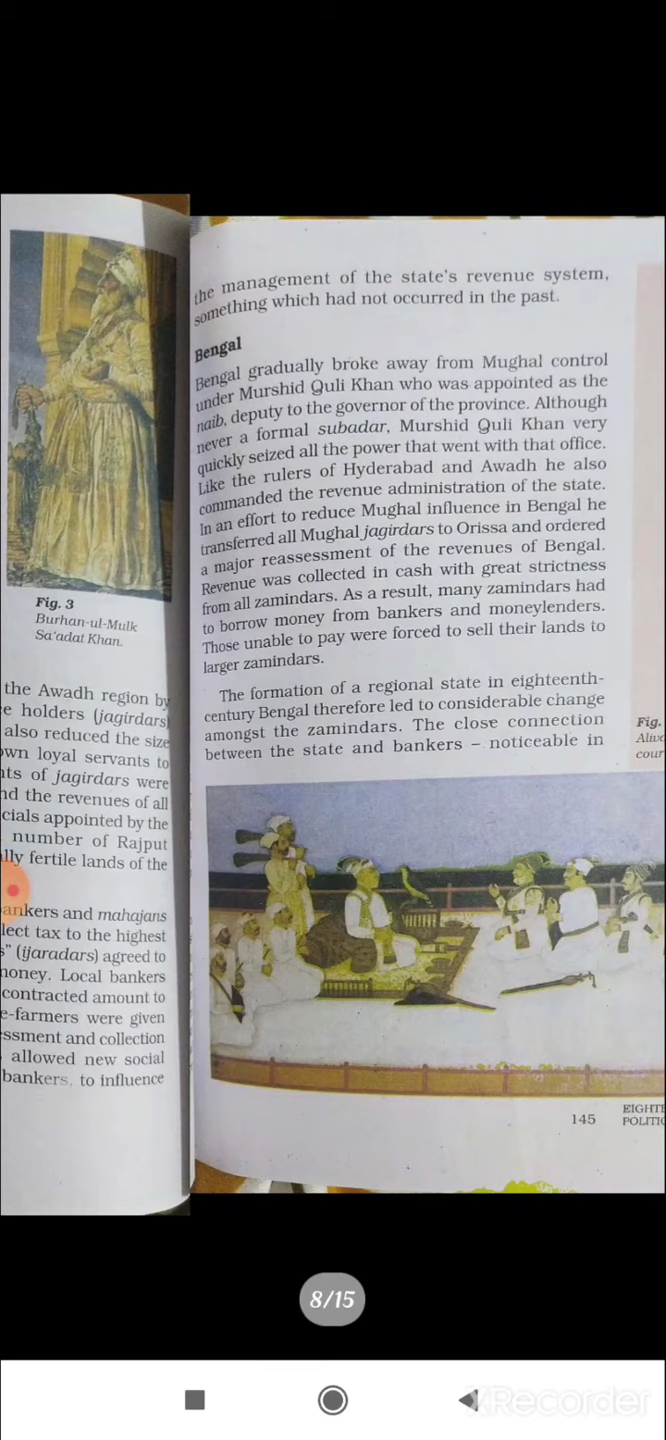 Fig. 3
Burhan-ul-Mulk
Sa'adat Khan.
the Awadh region by
e holders (jagirdars)
also reduced the size
own loyal servants to
nts of jagirdars were
nd the revenues of all
cials appointed by the
number of Rajput
ally fertile lands of the
ankers and mahajans
lect tax to the highest
s" (ijaradars) agreed to
money. Local bankers
contracted amount to
e-farmers were given
ssment and collection
allowed new social
bankers, to influence
the management of the state's revenue system,
something which had not occurred in the past.
Bengal
Bengal gradually broke away from Mughal control
under Murshid Quli Khan who was appointed as the
naib, deputy to the governor of the province. Although
never a formal subadar, Murshid Quli Khan very
quickly seized all the power that went with that office.
Like the rulers of Hyderabad and Awadh he also
commanded the revenue administration of the state.
In an effort to reduce Mughal influence in Bengal he
transferred all Mughal jagirdars to Orissa and ordered
a major reassessment of the revenues of Bengal.
Revenue was collected in cash with great strictness
from all zamindars. As a result, many zamindars had
to borrow money from bankers and moneylenders.
Those unable to pay were forced to sell their lands to
larger zamindars.
The formation of a regional state in eighteenth-
century Bengal therefore led to considerable change
amongst the zamindars. The close connection
between the state and bankers – noticeable in
Fig.
Aliva
cour
145
EIGHTE
POLITIC
8/15
XRecorder